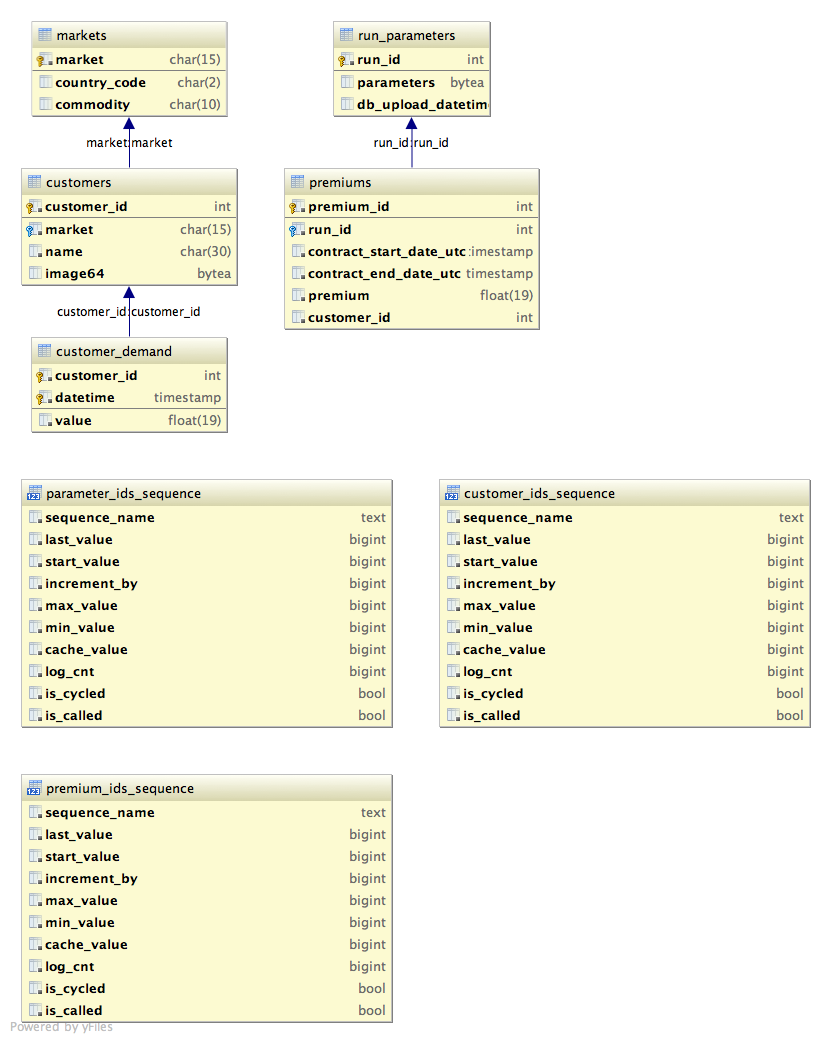 markets
market char(15)
country_code char(2)
commodity char(10)
market:market
customers
customer_id int
market char(15)
name char(30)
image64 bytea
customer_id:customer_id
customer_demand
customer_id int
datetime timestamp
value float(19)
run_parameters
run_id int
parameters bytea
db_upload_datetim
run_id:run_id
premiums
premium_id int
run_id int
contract_start_date_utc :imestamp
contract_end_date_utc timestamp
premium float(19)
customer_id int
parameter_ids_sequence
sequence_name text
last_value bigint
start_value bigint
increment_by bigint
max_value bigint
min_value bigint
cache_value bigint
log_cnt bigint
is_cycled bool
is_called bool
customer_ids_sequence
sequence_name text
last_value bigint
start_value bigint
increment_by bigint
max_value bigint
min_value bigint
cache_value bigint
log_cnt bigint
is_cycled bool
is_called bool
premium_ids_sequence
sequence_name text
last_value bigint
start_value bigint
increment_by bigint
max_value bigint
min_value bigint
cache_value bigint
log_cnt bigint
is_cycled bool
is_called bool
Powered by yFiles